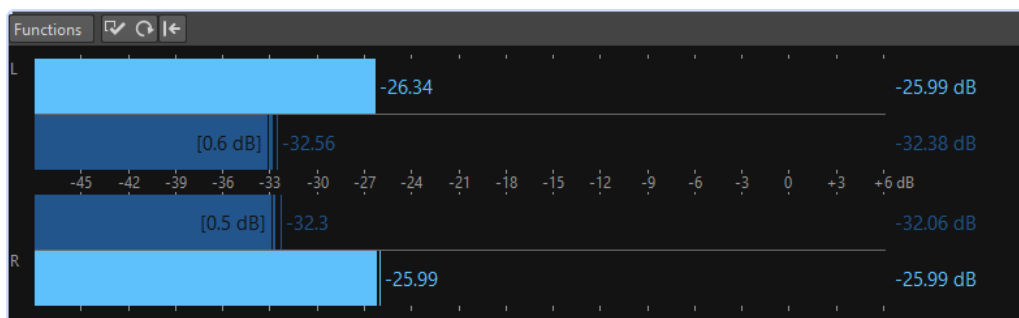 Functions
L
-26.34 -25.99 dB
[0.6 dB] -32.56 -32.38 dB
-45 -42 -39 -36 -33 -30 -27 -24 -21 -18 -15 -12 -9 -6 -3 0 +3 +6 dB
[0.5 dB] -32.3 -32.06 dB
R
-25.99 -25.99 dB